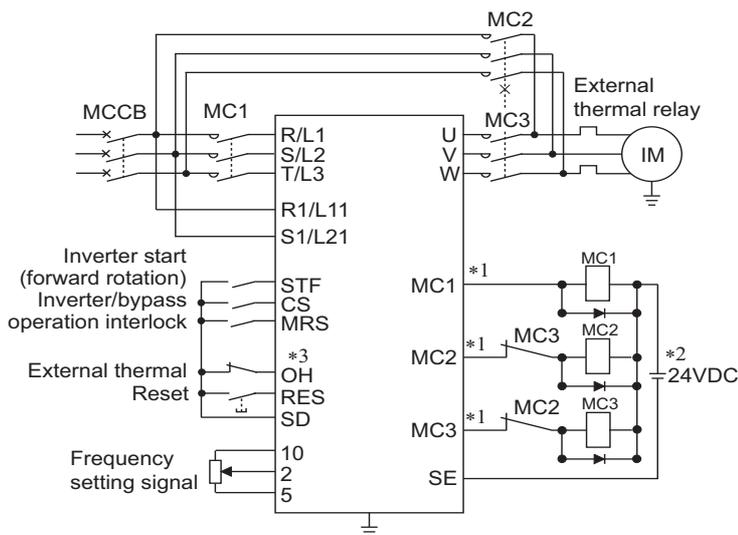 MC2
External
thermal relay
MCCB
MC1
MC3
R/L1
S/L2
T/L3
U
V
W
IM
R1/L11
S1/L21
Inverter start
(forward rotation)
Inverter/bypass
operation interlock
STF
CS
MRS
*3
External thermal
OH
Reset
RES
SD
Frequency
setting signal
10
2
5
MC1
*1
MC1
MC2
*1
MC3
MC2
*2
24VDC
MC3
*1
MC2
MC3
SE